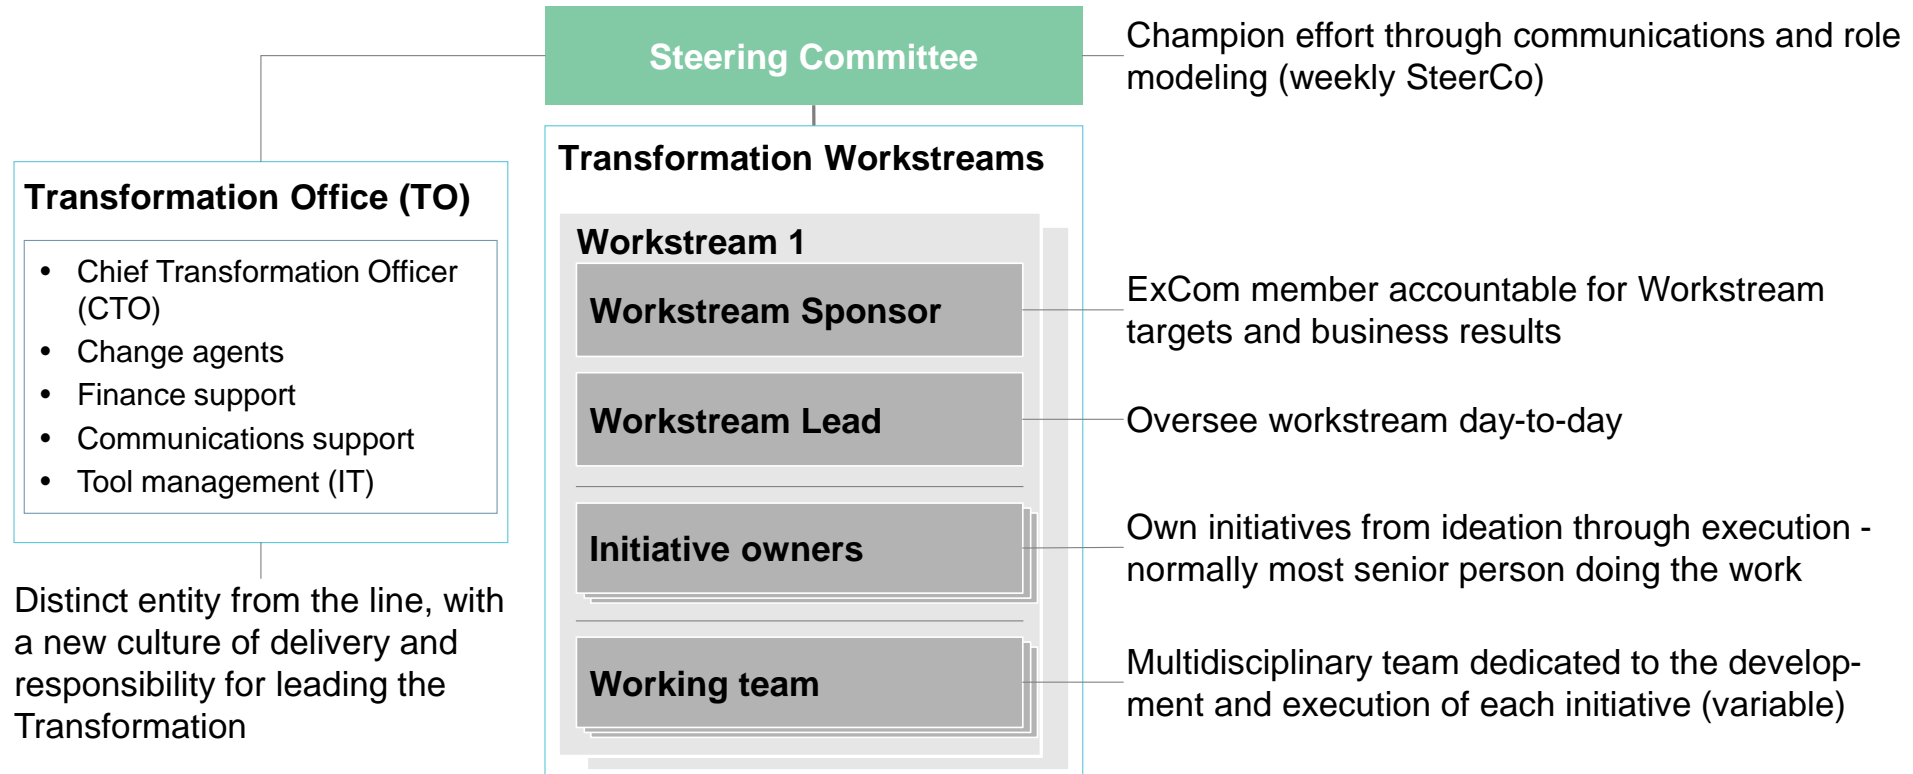 Steering Committee
Champion effort through communications and role
modeling (weekly SteerCo)
Transformation Office (TO)
• Chief Transformation Officer
(CTO)
• Change agents
• Finance support
• Communications support
• Tool management (IT)
Distinct entity from the line, with
a new culture of delivery and
responsibility for leading the
Transformation
Transformation Workstreams
Workstream 1
Workstream Sponsor
ExCom member accountable for Workstream
targets and business results
Workstream Lead
Oversee workstream day-to-day
Initiative owners
Own initiatives from ideation through execution -
normally most senior person doing the work
Working team
Multidisciplinary team dedicated to the develop-
ment and execution of each initiative (variable)